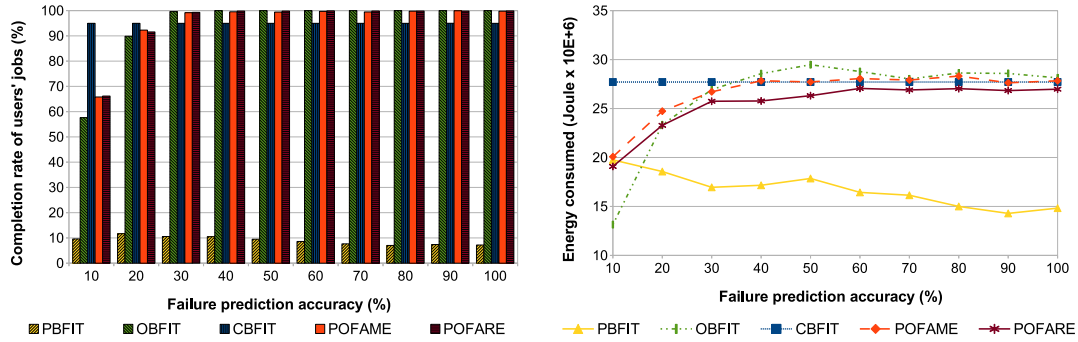 Completion rate of users' jobs (%)
100
90
80
70
60
50
40
30
20
10
0
10 20 30 40 50 60 70 80 90 100
Failure prediction accuracy (%)
PBFIT OBFIT CBFIT POFAME POFARE
Energy consumed (Joule x 10E+6)
35
30
25
20
15
10
10 20 30 40 50 60 70 80 90 100
Failure prediction accuracy (%)
PBFIT OBFIT CBFIT POFAME POFARE